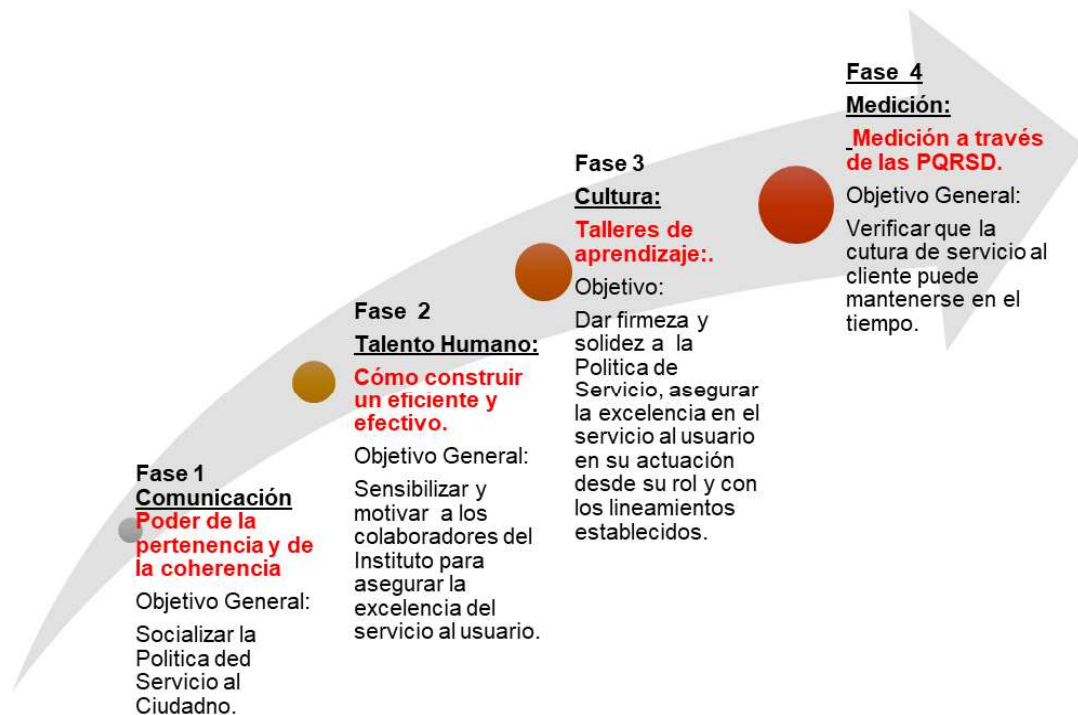 Fase 1
Comunicación
Poder de la
pertenencia y de
la coherencia
Objetivo General:
Socializar la
Politica ded
Servicio al
Ciudadno.
Fase 2
Talento Humano:
Cómo construir
un eficiente y
efectivo.
Objetivo General:
Sensibilizar y
motivar a los
colaboradores del
Instituto para
asegurar la
excelencia del
servicio al usuario.
Fase 3
Cultura:
Talleres de
aprendizaje:.
Objetivo:
Dar firmeza y
solidez a la
Politica de
Servicio, asegurar
la excelencia en el
servicio al usuario
en su actuación
desde su rol y con
los lineamientos
establecidos.
Fase 4
Medición:
Medición a través
de las PQRSD.
Objetivo General:
Verificar que la
cutura de servicio al
cliente puede
mantenerse en el
tiempo.